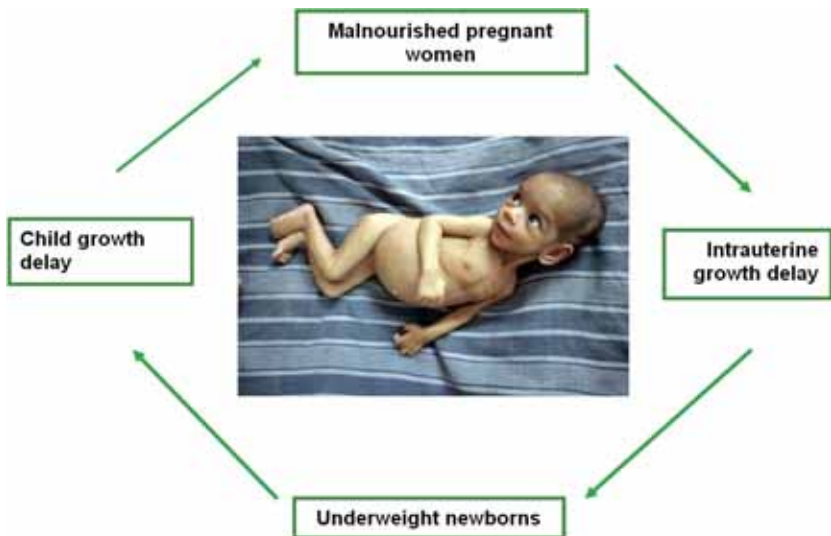 Malnourished pregnant
women
Intrauterine
growth delay
Underweight newborns
Child growth
delay